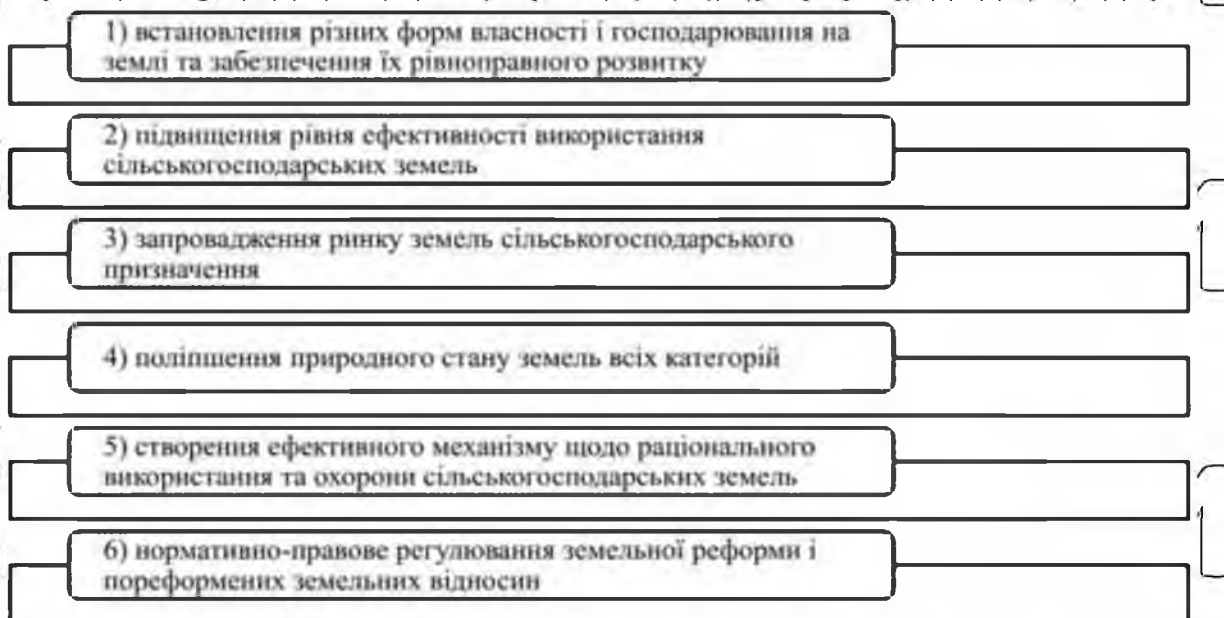 1) встановлення різних форм власності і господарювання на
землі та забезпечення їх рівноправного розвитку
2) підвищення рівня ефективності використання
сільськогосподарських земель
3) запровадження ринку земель сільськогосподарського
призначення
4) поліпшення природного стану земель всіх категорій
5) створення ефективного механізму щодо раціонального
використання та охорони сільськогосподарських земель
6) нормативно-правове регулювання земельної реформи і
пореформених земельних відносин